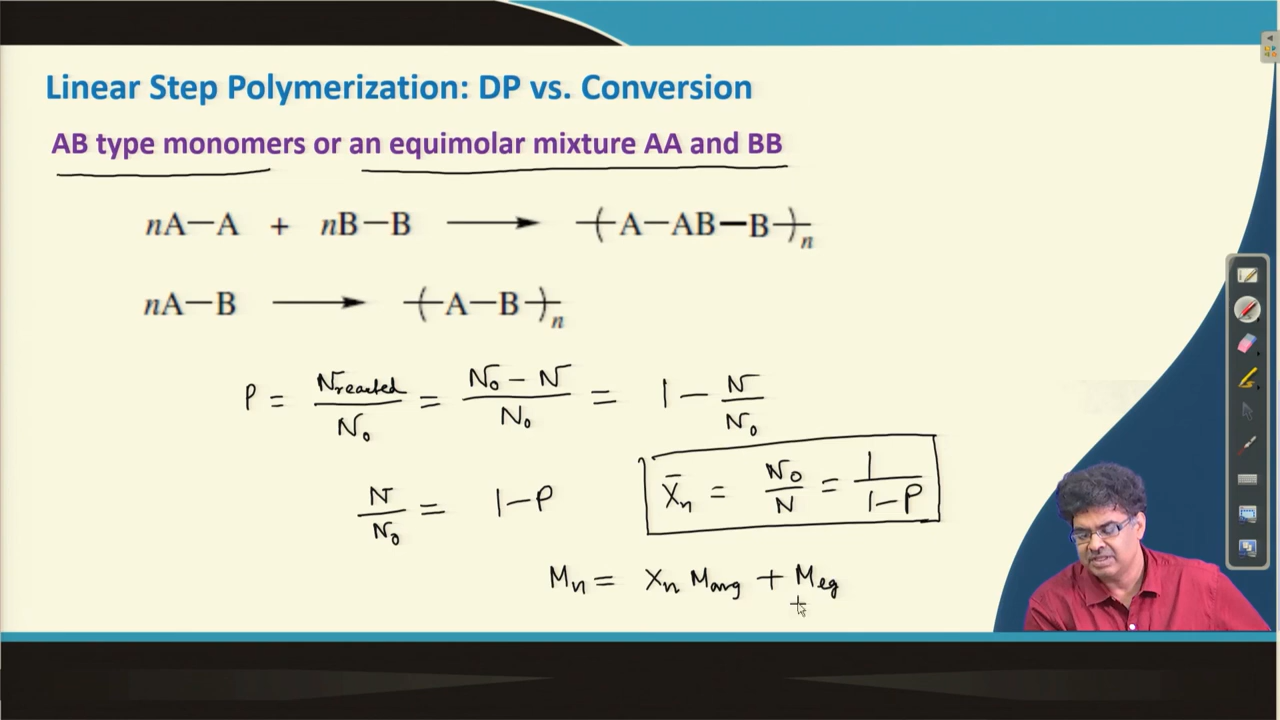 Linear Step Polymerization: DP vs. Conversion
AB type monomers or an equimolar mixture AA and BB
nA—A + nB—B ⟶ (A—AB—B)n
nA—B ⟶ (A—B)n
P = Nreacted/N₀ = N₀ − N/N₀ = 1 − N/N₀
N/N₀ = 1−P
X̄n = N₀/N = 1/1−P
Mn = Xn Mavg + Meg